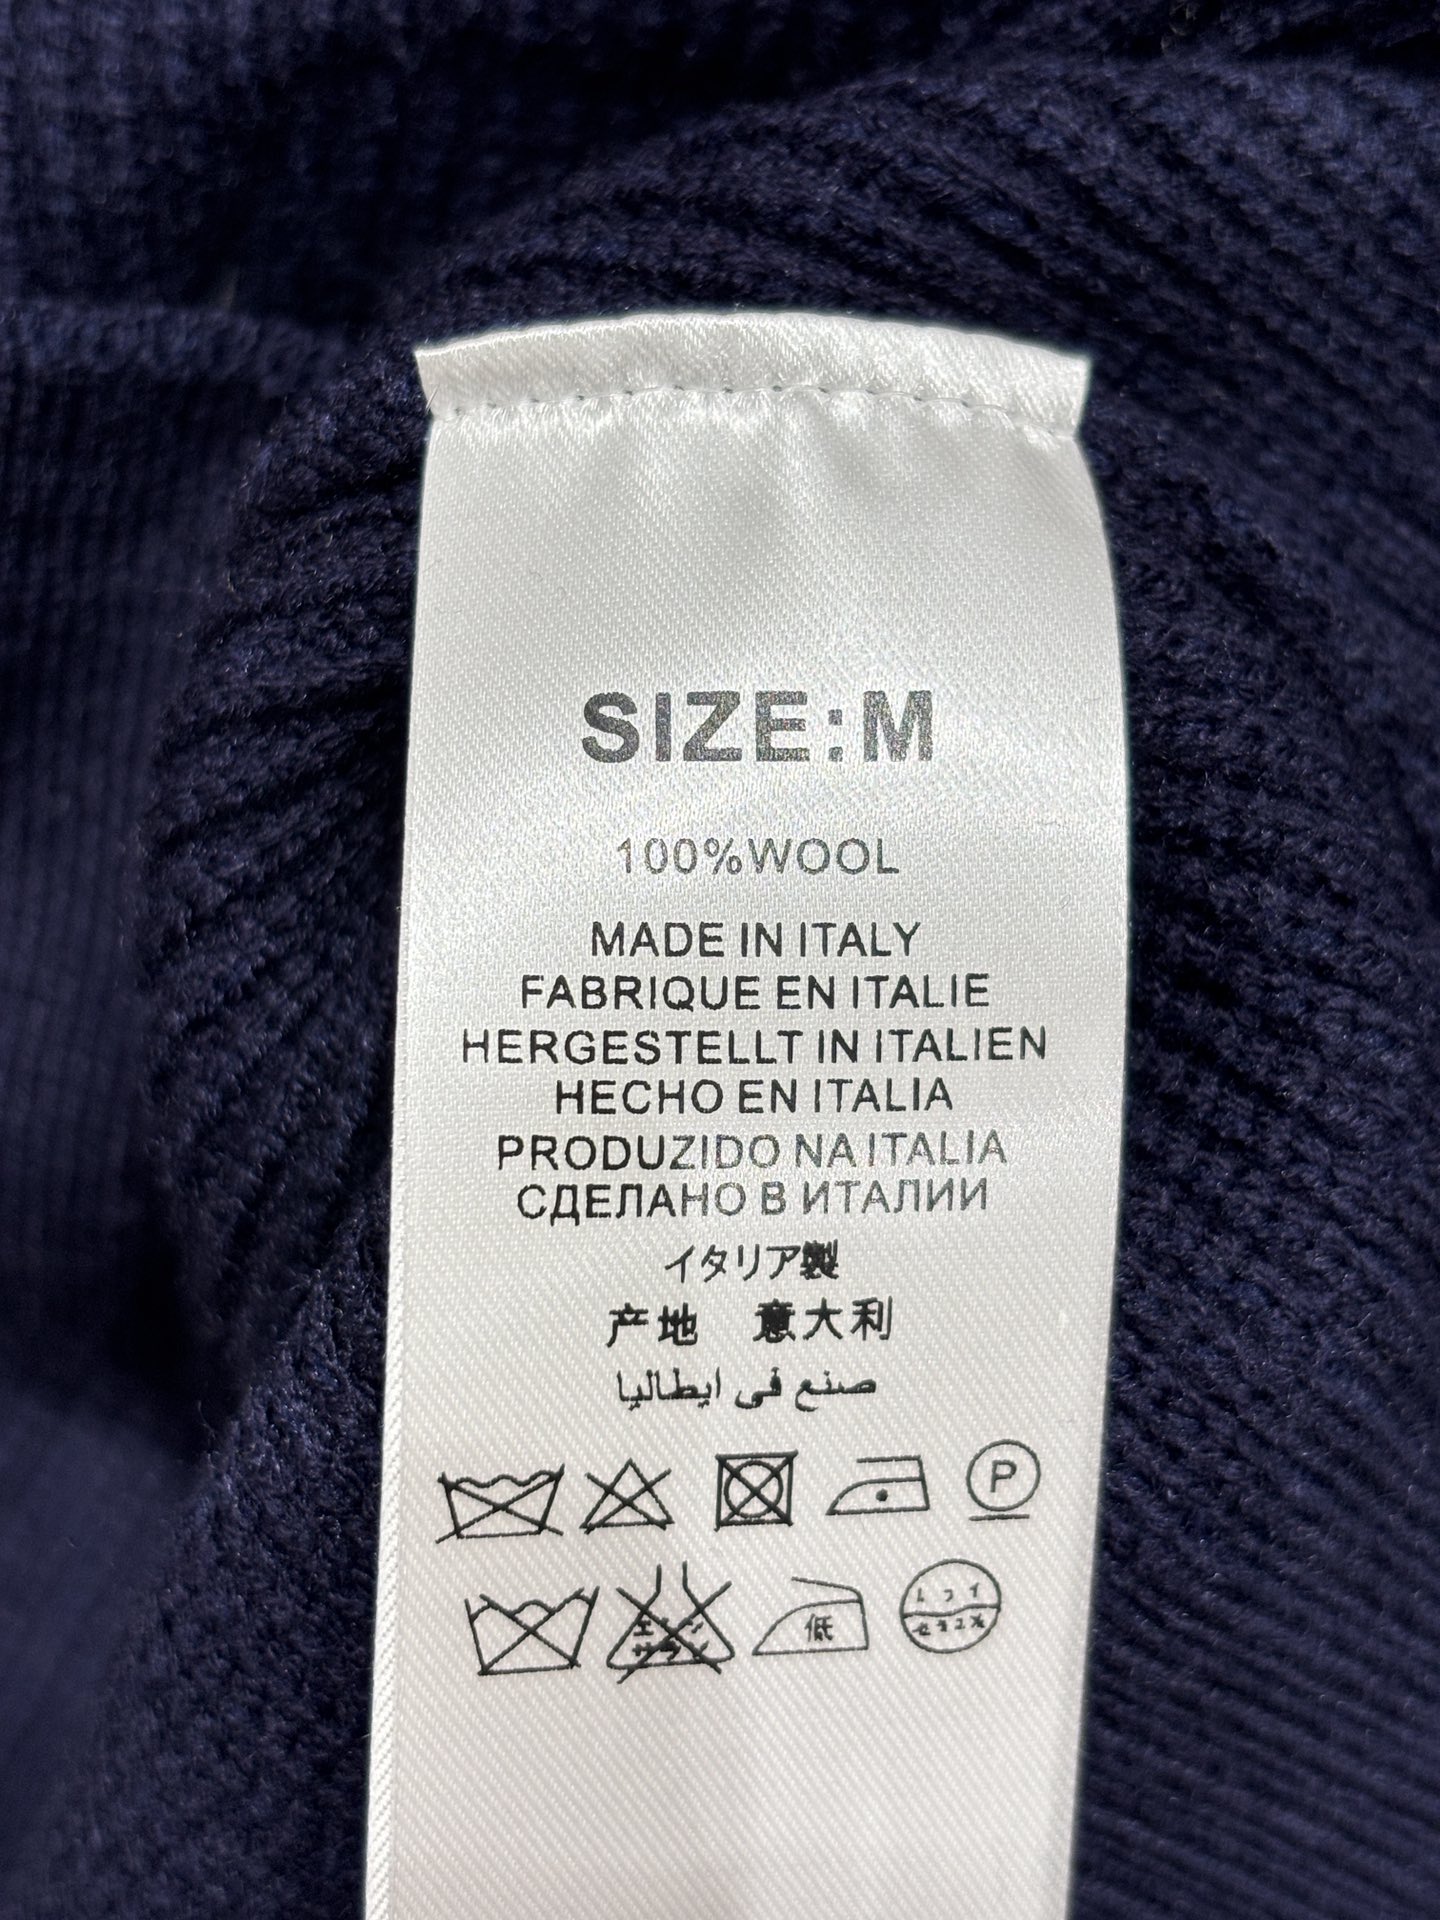 SIZE:M
100%WOOL
MADE IN ITALY
FABRIQUE EN ITALIE
HERGESTELLT IN ITALIEN
HECHO EN ITALIA
PRODUZIDO NA ITALIA
СДЕЛАНО В ИТАЛИИ
イタリア製
产地 意大利
صنع في ايطاليا
P
低